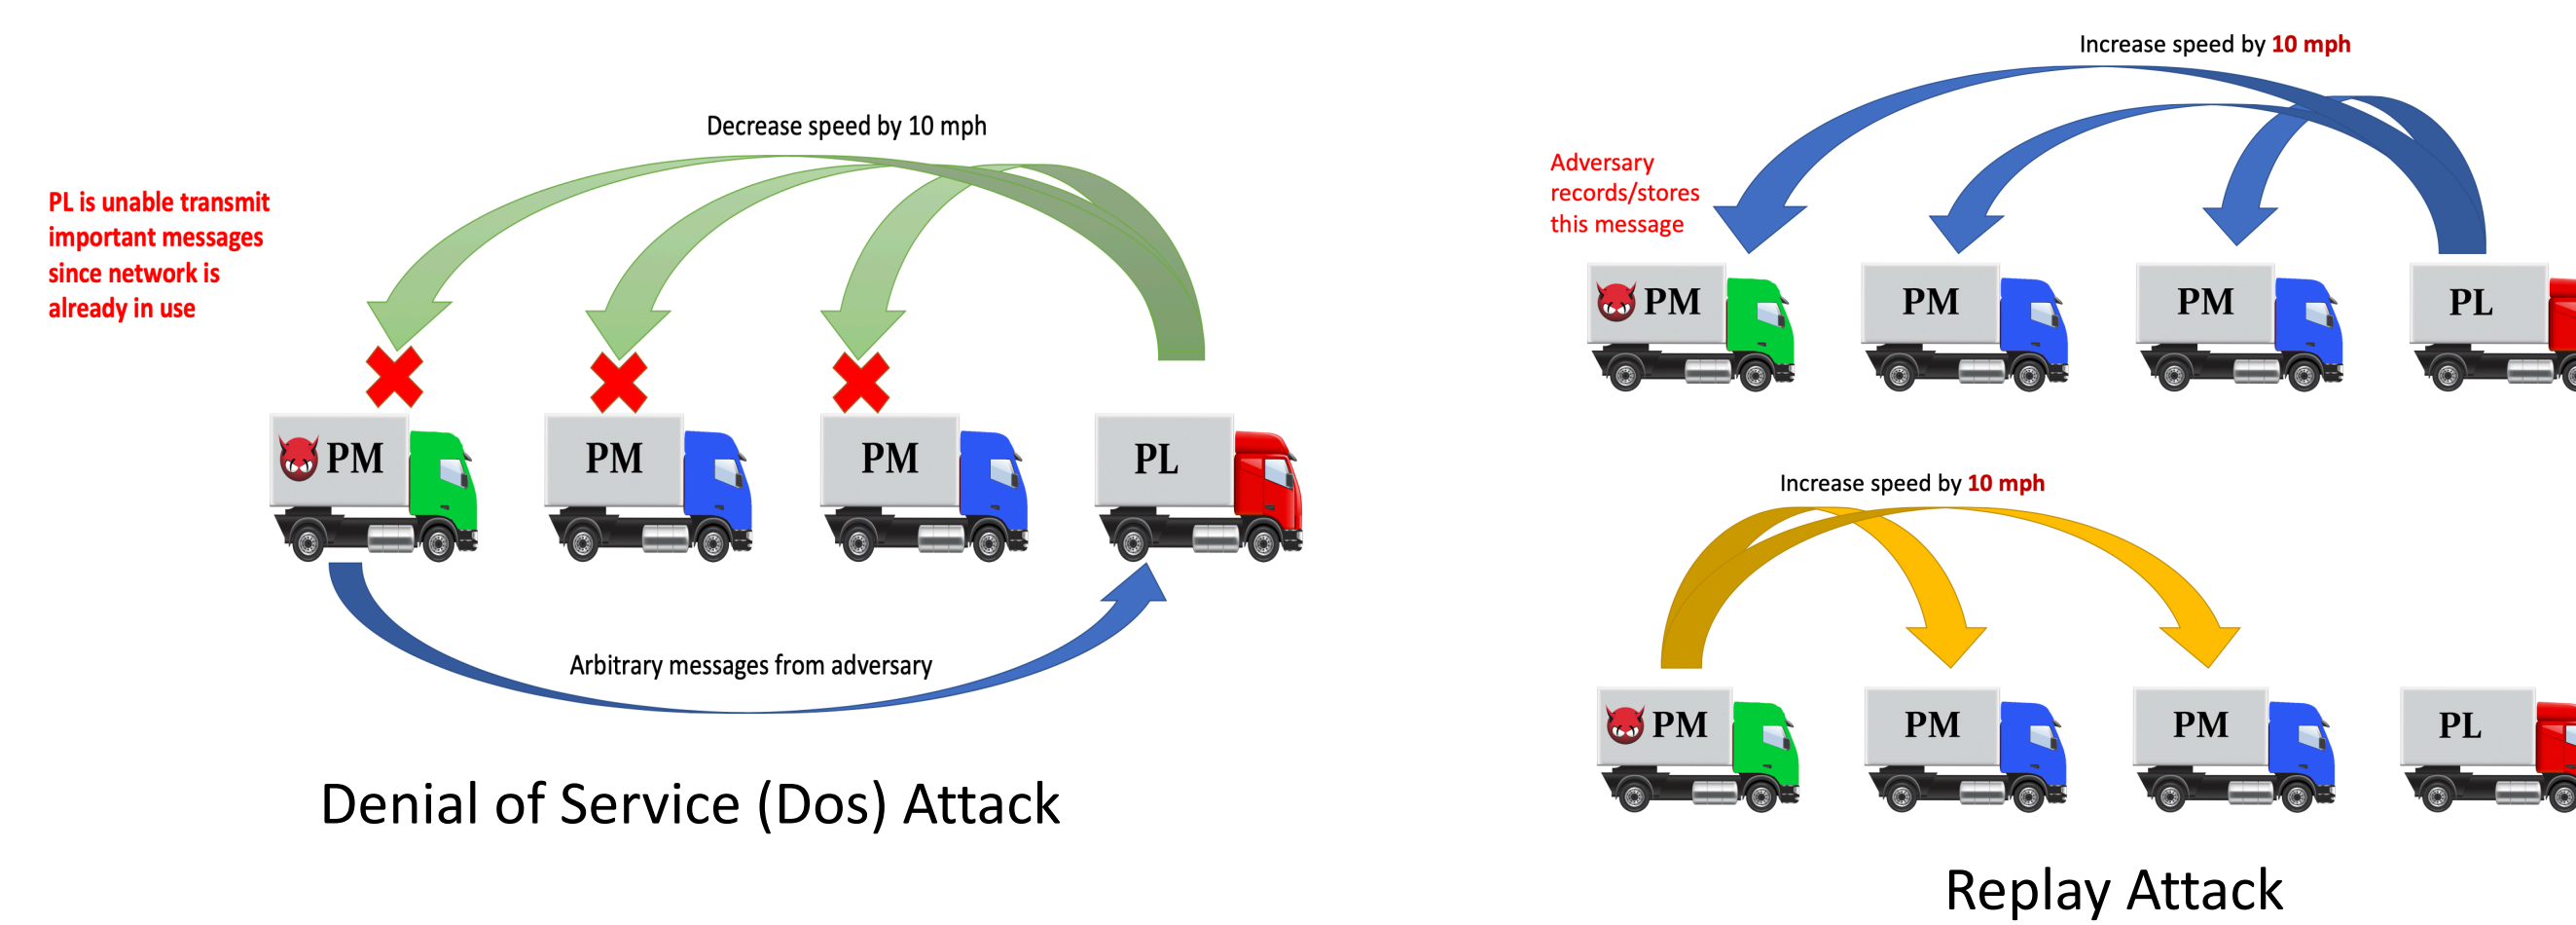 Decrease speed by 10 mph
PL is unable transmit
important messages
since network is
already in use
PM
PM
PM
PL
Arbitrary messages from adversary
Denial of Service (Dos) Attack
Increase speed by 10 mph
Adversary
records/stores
this message
PM
PM
PM
PL
Increase speed by 10 mph
PM
PM
PM
PL
Replay Attack